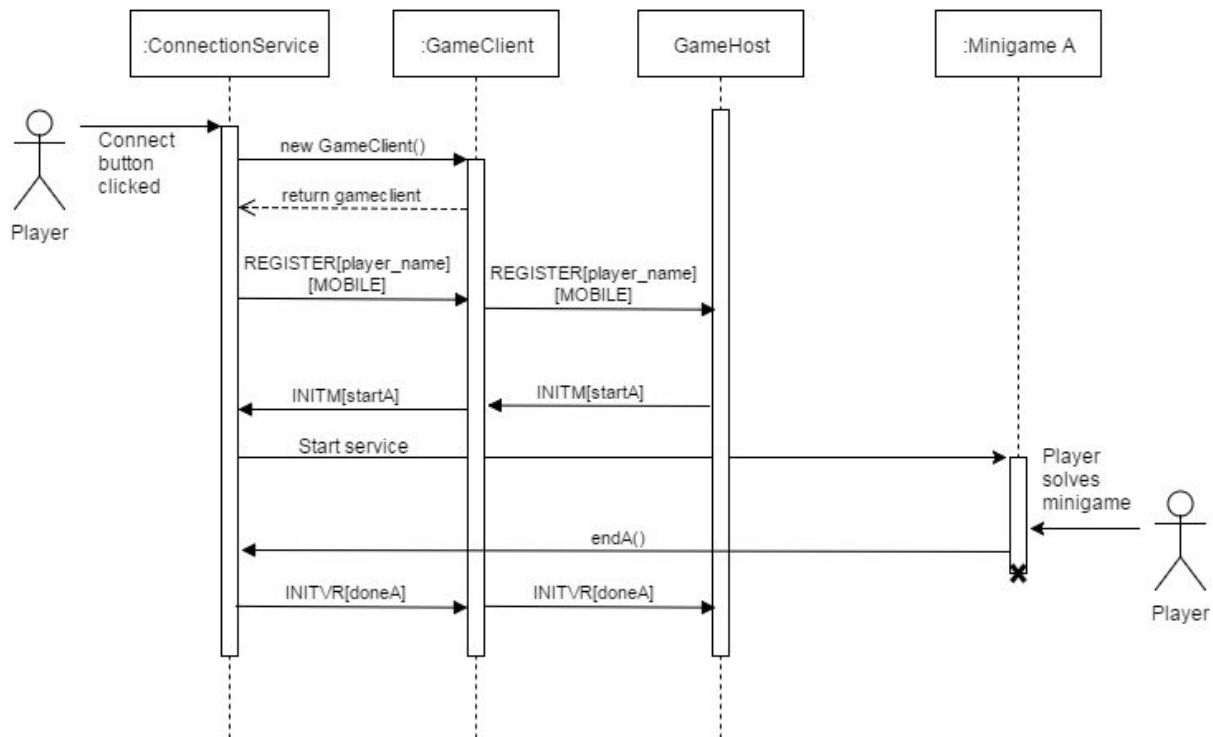 :ConnectionService
:GameClient
GameHost
:Minigame A
Connect
button
clicked
Player
new GameClient()
return gameclient
REGISTER[player_name]
[MOBILE]
REGISTER[player_name]
[MOBILE]
INITM[startA]
INITM[startA]
Start service
Player
solves
minigame
endA()
INITVR[doneA]
INITVR[doneA]
Player